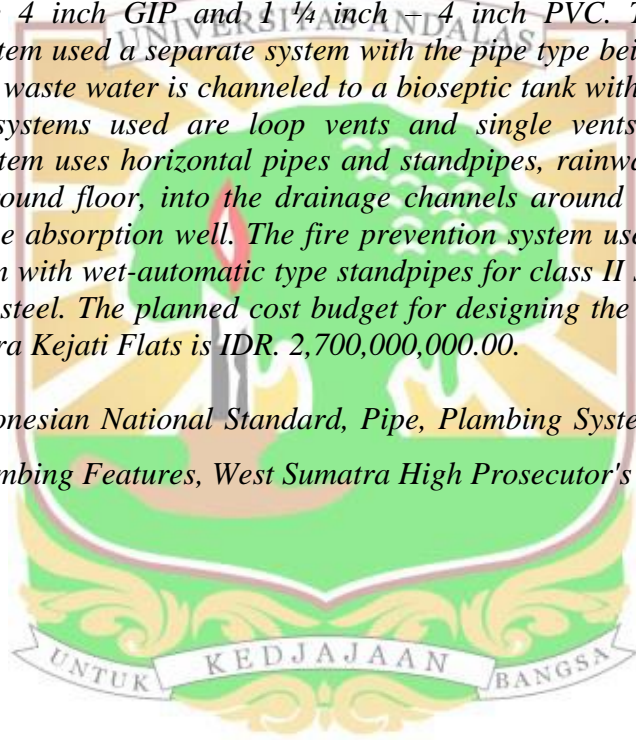 4 inch GIP and 1 ¼ inch – 4 inch PVC. T
UNIVERSITAS ANDALAS
tem used a separate system with the pipe type bei
waste water is channeled to a bioseptic tank with
systems used are loop vents and single vents
tem uses horizontal pipes and standpipes, rainwa
ound floor, into the drainage channels around
e absorption well. The fire prevention system use
n with wet-automatic type standpipes for class II s
steel. The planned cost budget for designing the
ra Kejati Flats is IDR. 2,700,000,000.00.
onesian National Standard, Pipe, Plambing Syste
mbing Features, West Sumatra High Prosecutor's
UNTUK KEDJAJAAN BANGSA